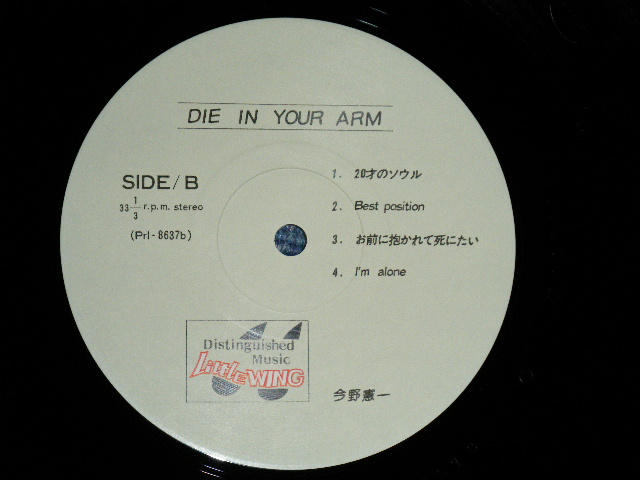 DIE IN YOUR ARM
SIDE/B
33 1/3 r.p.m. stereo
(Prl-8637b)
1. 20才のソウル
2. Best position
3. お前に抱かれて死にたい
4. I'm alone
Distinguished
Music
Little WING
今野憲一